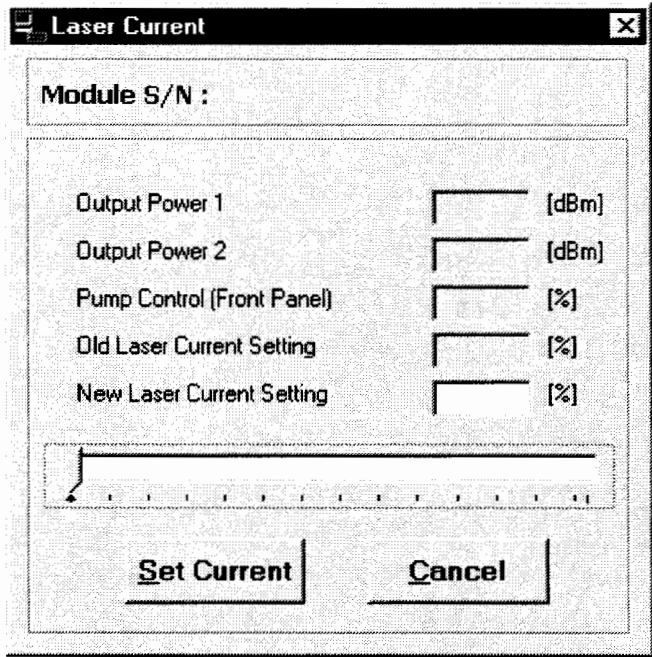 Laser Current
Module S/N :
Output Power 1 [dBm]
Output Power 2 [dBm]
Pump Control (Front Panel) [%]
Old Laser Current Setting [%]
New Laser Current Setting [%]
Set Current Cancel